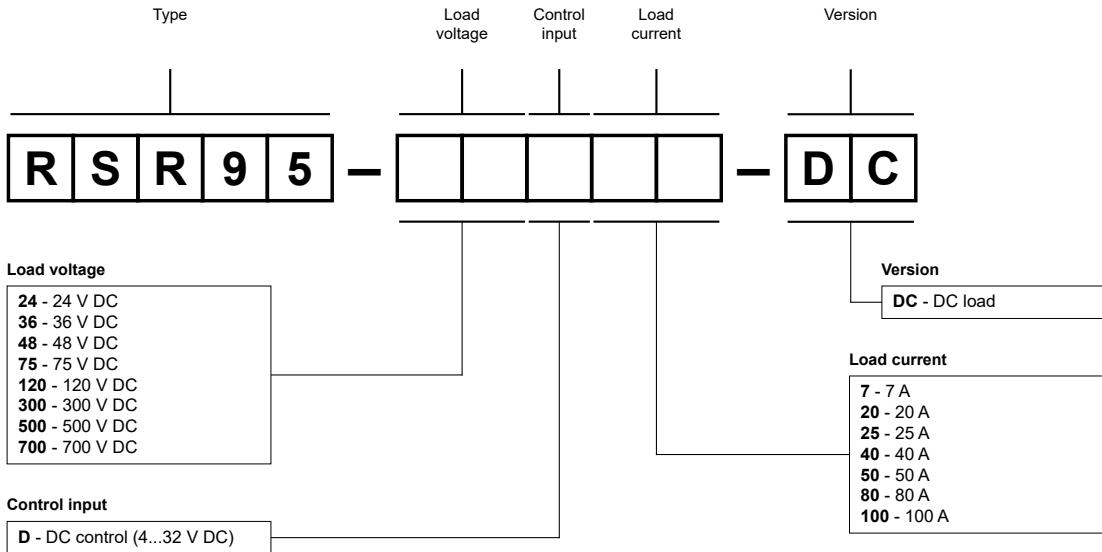 Type
Load voltage
Control input
Load current
Version
RSR95 – – DC
Load voltage
24 - 24 V DC
36 - 36 V DC
48 - 48 V DC
75 - 75 V DC
120 - 120 V DC
300 - 300 V DC
500 - 500 V DC
700 - 700 V DC
Control input
D - DC control (4...32 V DC)
Version
DC - DC load
Load current
7 - 7 A
20 - 20 A
25 - 25 A
40 - 40 A
50 - 50 A
80 - 80 A
100 - 100 A